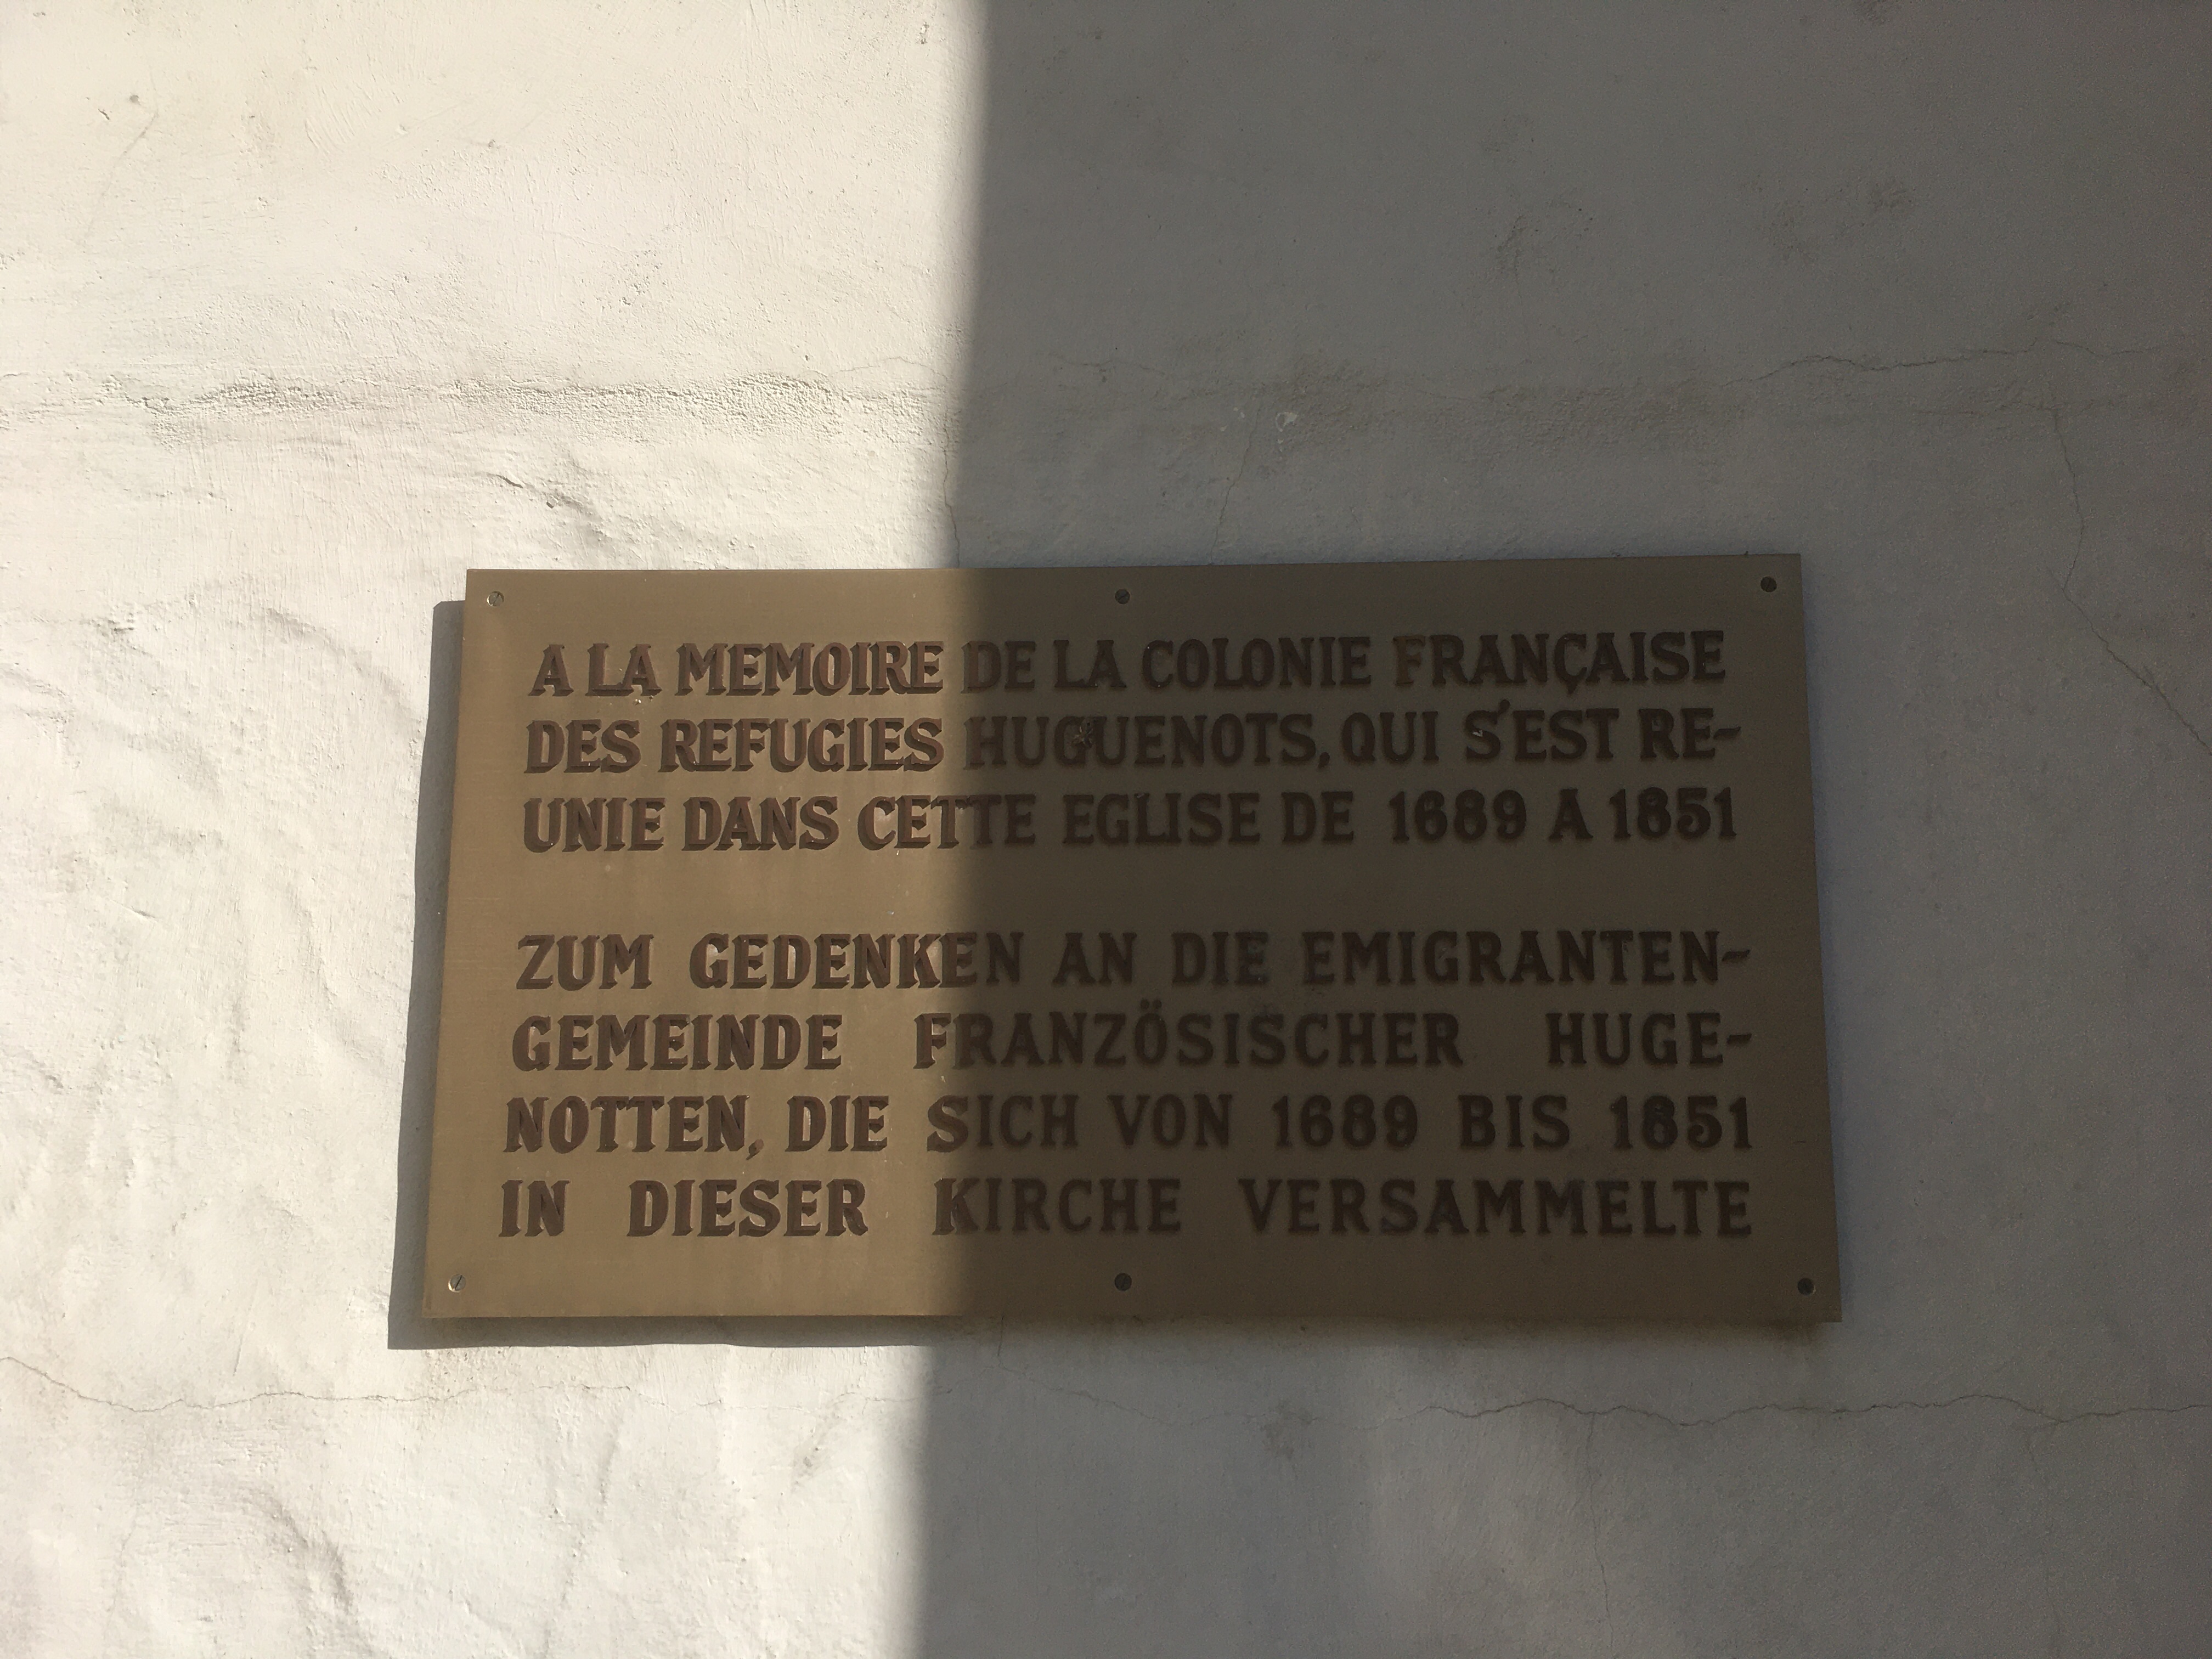 A LA MEMOIRE DE LA COLONIE FRANÇAISE
DES REFUGIES HUGUENOTS, QUI S'EST RE-
UNIE DANS CETTE EGLISE DE 1689 A 1851
ZUM GEDENKEN AN DIE EMIGRANTEN-
GEMEINDE FRANZÖSISCHER HUGE-
NOTTEN, DIE SICH VON 1689 BIS 1851
IN DIESER KIRCHE VERSAMMELTE